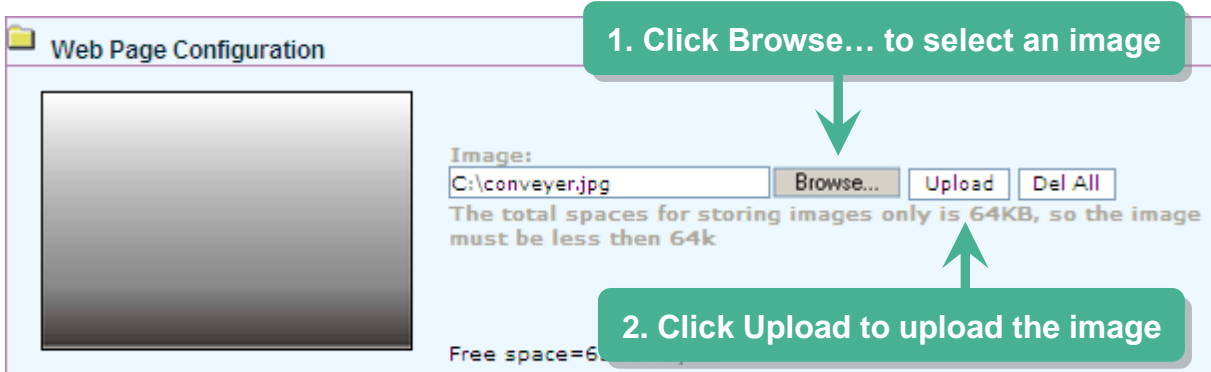 Web Page Configuration
1. Click Browse… to select an image
Image:
C:\conveyer.jpg
Browse...
Upload
Del All
The total spaces for storing images only is 64KB, so the image
must be less then 64k
2. Click Upload to upload the image
Free